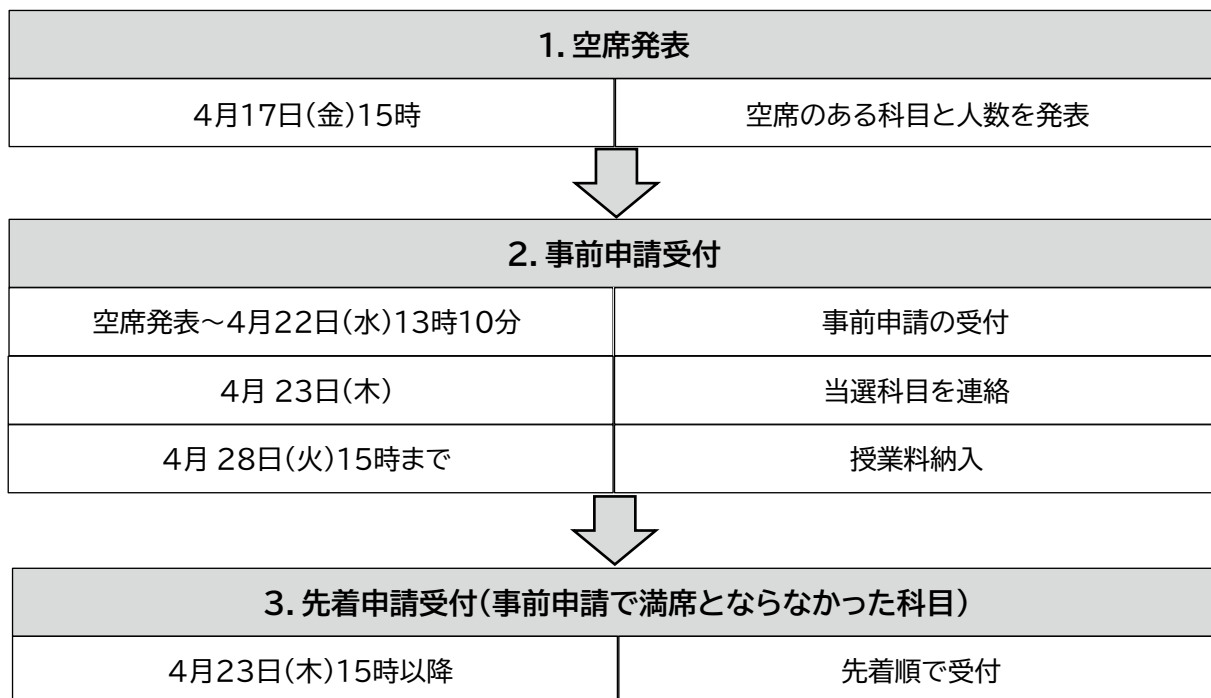 1. 空席発表
4月17日(金)15時 空席のある科目と人数を発表
2. 事前申請受付
空席発表～4月22日(水)13時10分 事前申請の受付
4月 23日(木) 当選科目を連絡
4月 28日(火)15時まで 授業料納入
3. 先着申請受付(事前申請で満席とならなかった科目)
4月23日(木)15時以降 先着順で受付